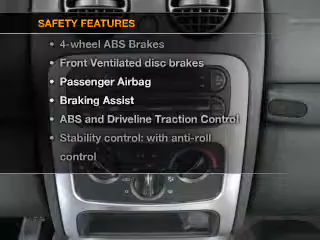 SAFETY FEATURES
• 4-wheel ABS Brakes
• Front Ventilated disc brakes
• Passenger Airbag
• Braking Assist
• ABS and Driveline Traction Control
• Stability control: with anti-roll
control